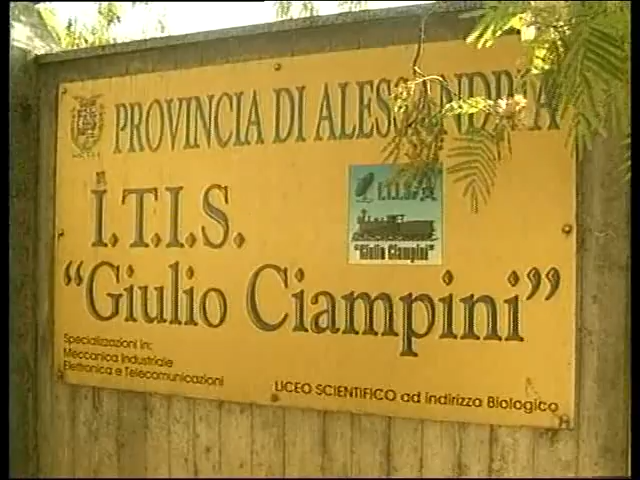 PROVINCIA DI ALESSANDRIA
I.T.I.S.
I.T.I.S.
"Giulio Ciampini"
"Giulio Ciampini"
Specializzazioni in:
Meccanica Industriale
Elettronica e Telecomunicazioni
LICEO SCIENTIFICO ad indirizzo Biologico